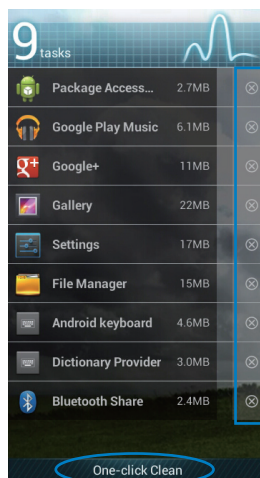 9 tasks
Package Access... 2.7MB
Google Play Music 6.1MB
Google+ 11MB
Gallery 22MB
Settings 17MB
File Manager 15MB
Android keyboard 4.6MB
Dictionary Provider 3.0MB
Bluetooth Share 2.4MB
One-click Clean